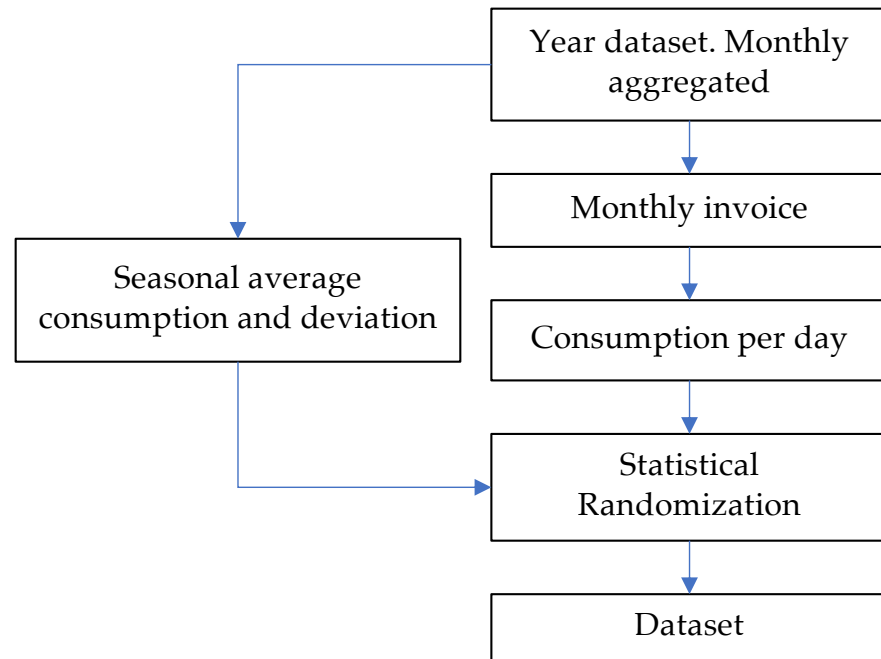 Year dataset. Monthly
aggregated
Monthly invoice
Seasonal average
consumption and deviation
Consumption per day
Statistical
Randomization
Dataset